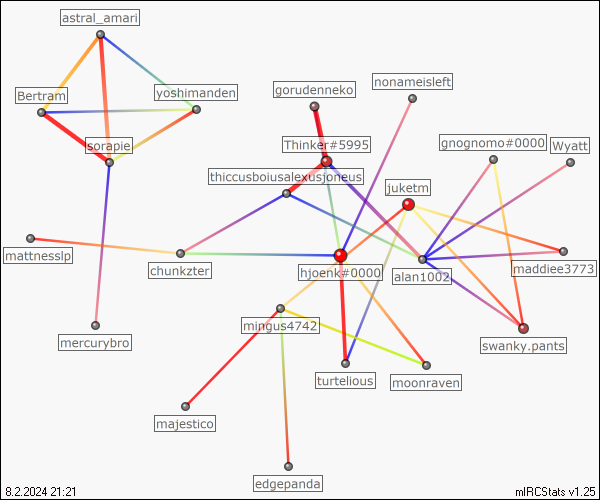 astral_amari
nonameisleft
gorudenneko
yoshimanden
Bertram
sorapie
Thinker#5995
gnognomo#0000
Wyatt
thiccusboiusalexusjoneus
juketm
mattnesslp
chunkzter
hjoenk#0000
alan1002
maddiee3773
mercurybro
mingus4742
swanky.pants
turtelious
moonraven
majestico
edgepanda
8.2.2024 21:21
mIRCStats v1.25